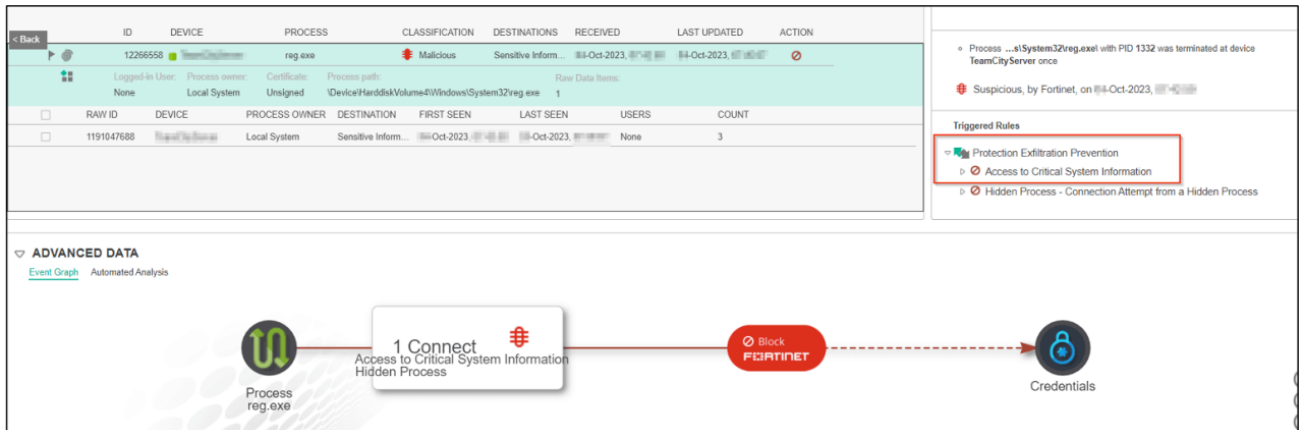 < Back
ID DEVICE PROCESS CLASSIFICATION DESTINATIONS RECEIVED LAST UPDATED ACTION
12266558 reg.exe Malicious Sensitive Inform... -Oct-2023, -Oct-2023,
Logged-in User: Process owner: Certificate: Process path: Raw Data Items:
None Local System Unsigned \Device\HarddiskVolume4\Windows\System32\reg.exe 1
RAW ID DEVICE PROCESS OWNER DESTINATION FIRST SEEN LAST SEEN USERS COUNT
1191047688 Local System Sensitive Inform... -Oct-2023, -Oct-2023, None 3
Process ...s\System32\reg.exel with PID 1332 was terminated at device
TeamCityServer once
Suspicious, by Fortinet, on -Oct-2023,
Triggered Rules
Protection Exfiltration Prevention
Access to Critical System Information
Hidden Process - Connection Attempt from a Hidden Process
ADVANCED DATA
Event Graph Automated Analysis
1 Connect
Access to Critical System Information
Hidden Process
Block
FORTINET
Process
reg.exe
Credentials